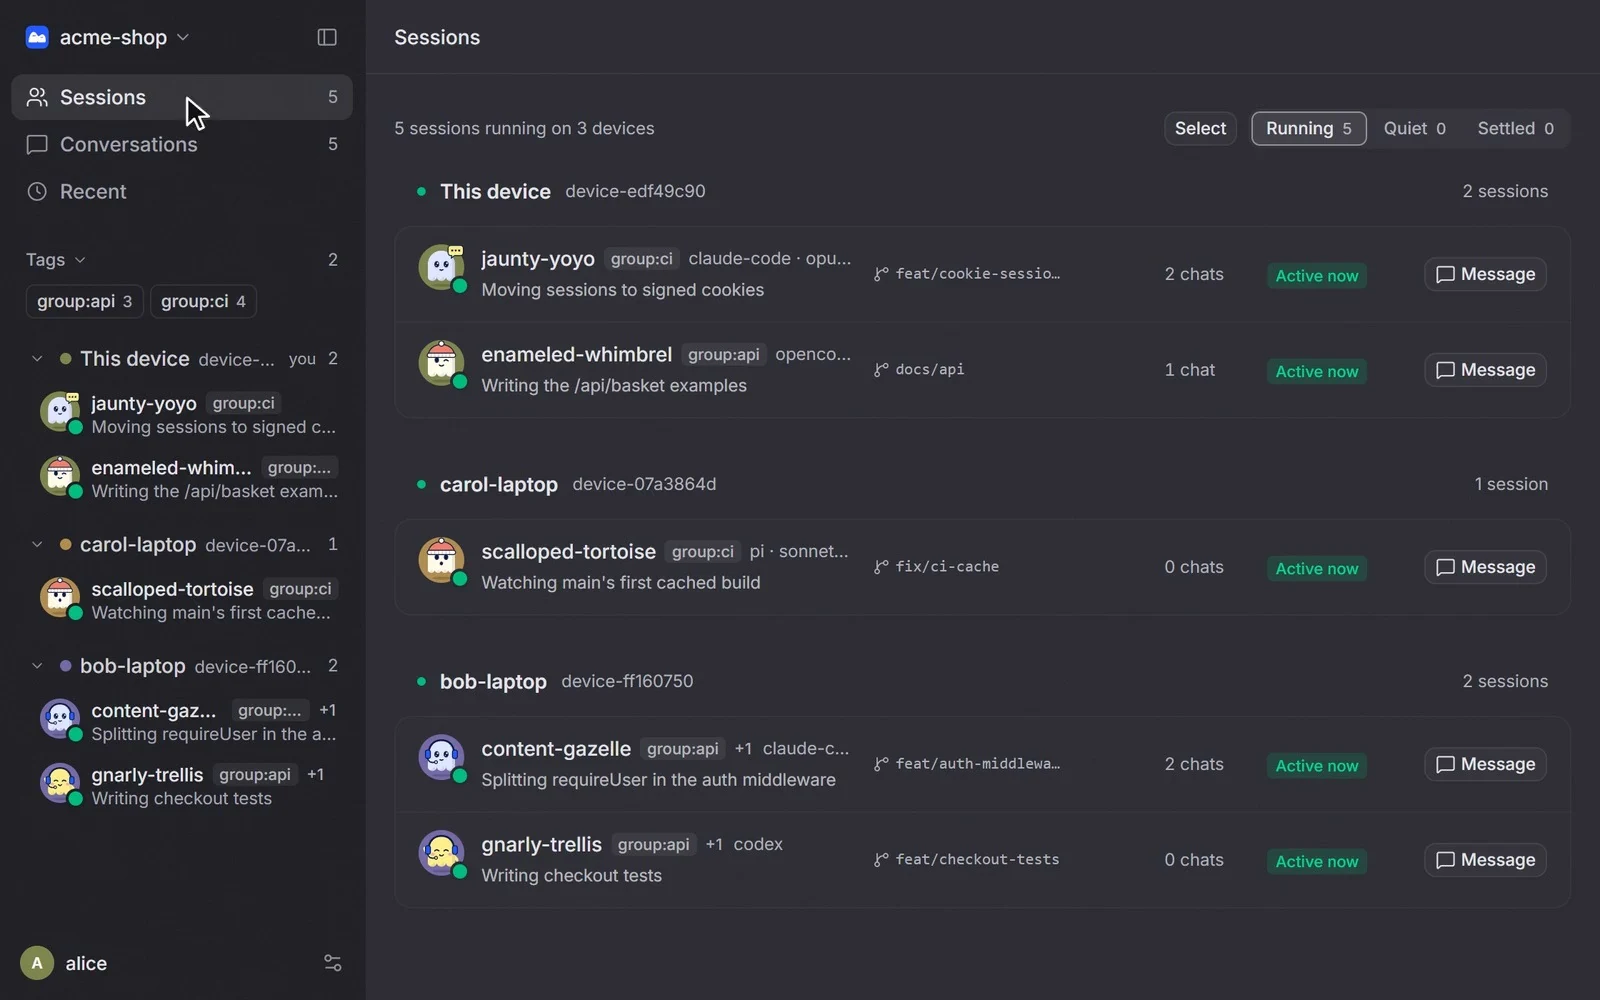 acme-shop
Sessions 5
Conversations 5
Recent
Tags 2
group:api 3 group:ci 4
This device device-... you 2
jaunty-yoyo group:ci
Moving sessions to signed c...
enameled-whim... group:...
Writing the /api/basket exam...
carol-laptop device-07a... 1
scalloped-tortoise group:ci
Watching main's first cache...
bob-laptop device-ff160... 2
content-gaz... group:... +1
Splitting requireUser in the a...
gnarly-trellis group:api +1
Writing checkout tests
A alice
Sessions
5 sessions running on 3 devices Select Running 5 Quiet 0 Settled 0
This device device-edf49c90 2 sessions
jaunty-yoyo group:ci claude-code · opu...
Moving sessions to signed cookies
feat/cookie-sessio… 2 chats Active now Message
enameled-whimbrel group:api openco...
Writing the /api/basket examples
docs/api 1 chat Active now Message
carol-laptop device-07a3864d 1 session
scalloped-tortoise group:ci pi · sonnet...
Watching main's first cached build
fix/ci-cache 0 chats Active now Message
bob-laptop device-ff160750 2 sessions
content-gazelle group:api +1 claude-c...
Splitting requireUser in the auth middleware
feat/auth-middlewa… 2 chats Active now Message
gnarly-trellis group:api +1 codex
Writing checkout tests
feat/checkout-tests 0 chats Active now Message